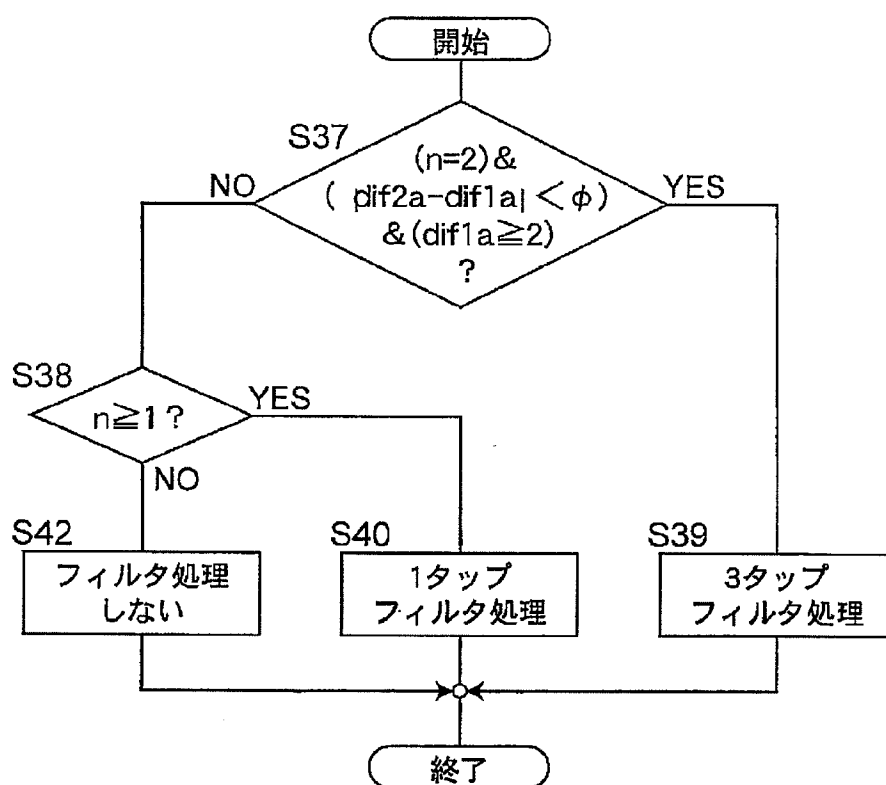 開始
S37
(n=2)&
( |dif2a-dif1a| <φ)
&(dif1a≧2)
?
NO
YES
S38
n≧1?
YES
NO
S42
フィルタ処理
しない
S40
1タップ
フィルタ処理
S39
3タップ
フィルタ処理
終了